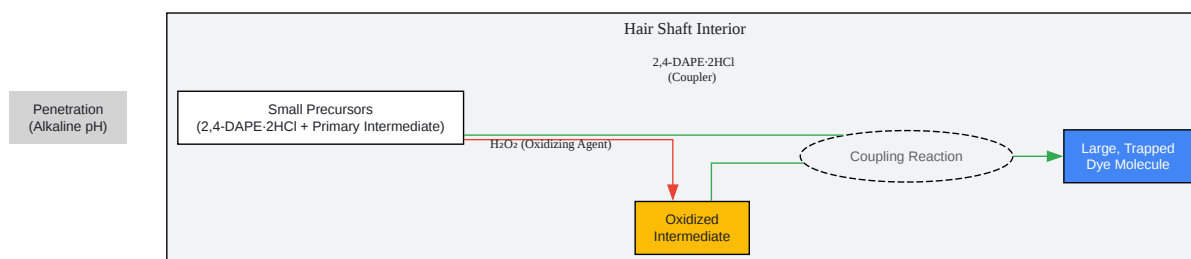 Hair Shaft Interior
2,4-DAPE·2HCl
(Coupler)
Penetration
(Alkaline pH)
Small Precursors
(2,4-DAPE·2HCl + Primary Intermediate)
H₂O₂ (Oxidizing Agent)
Coupling Reaction
Large, Trapped
Dye Molecule
Oxidized
Intermediate